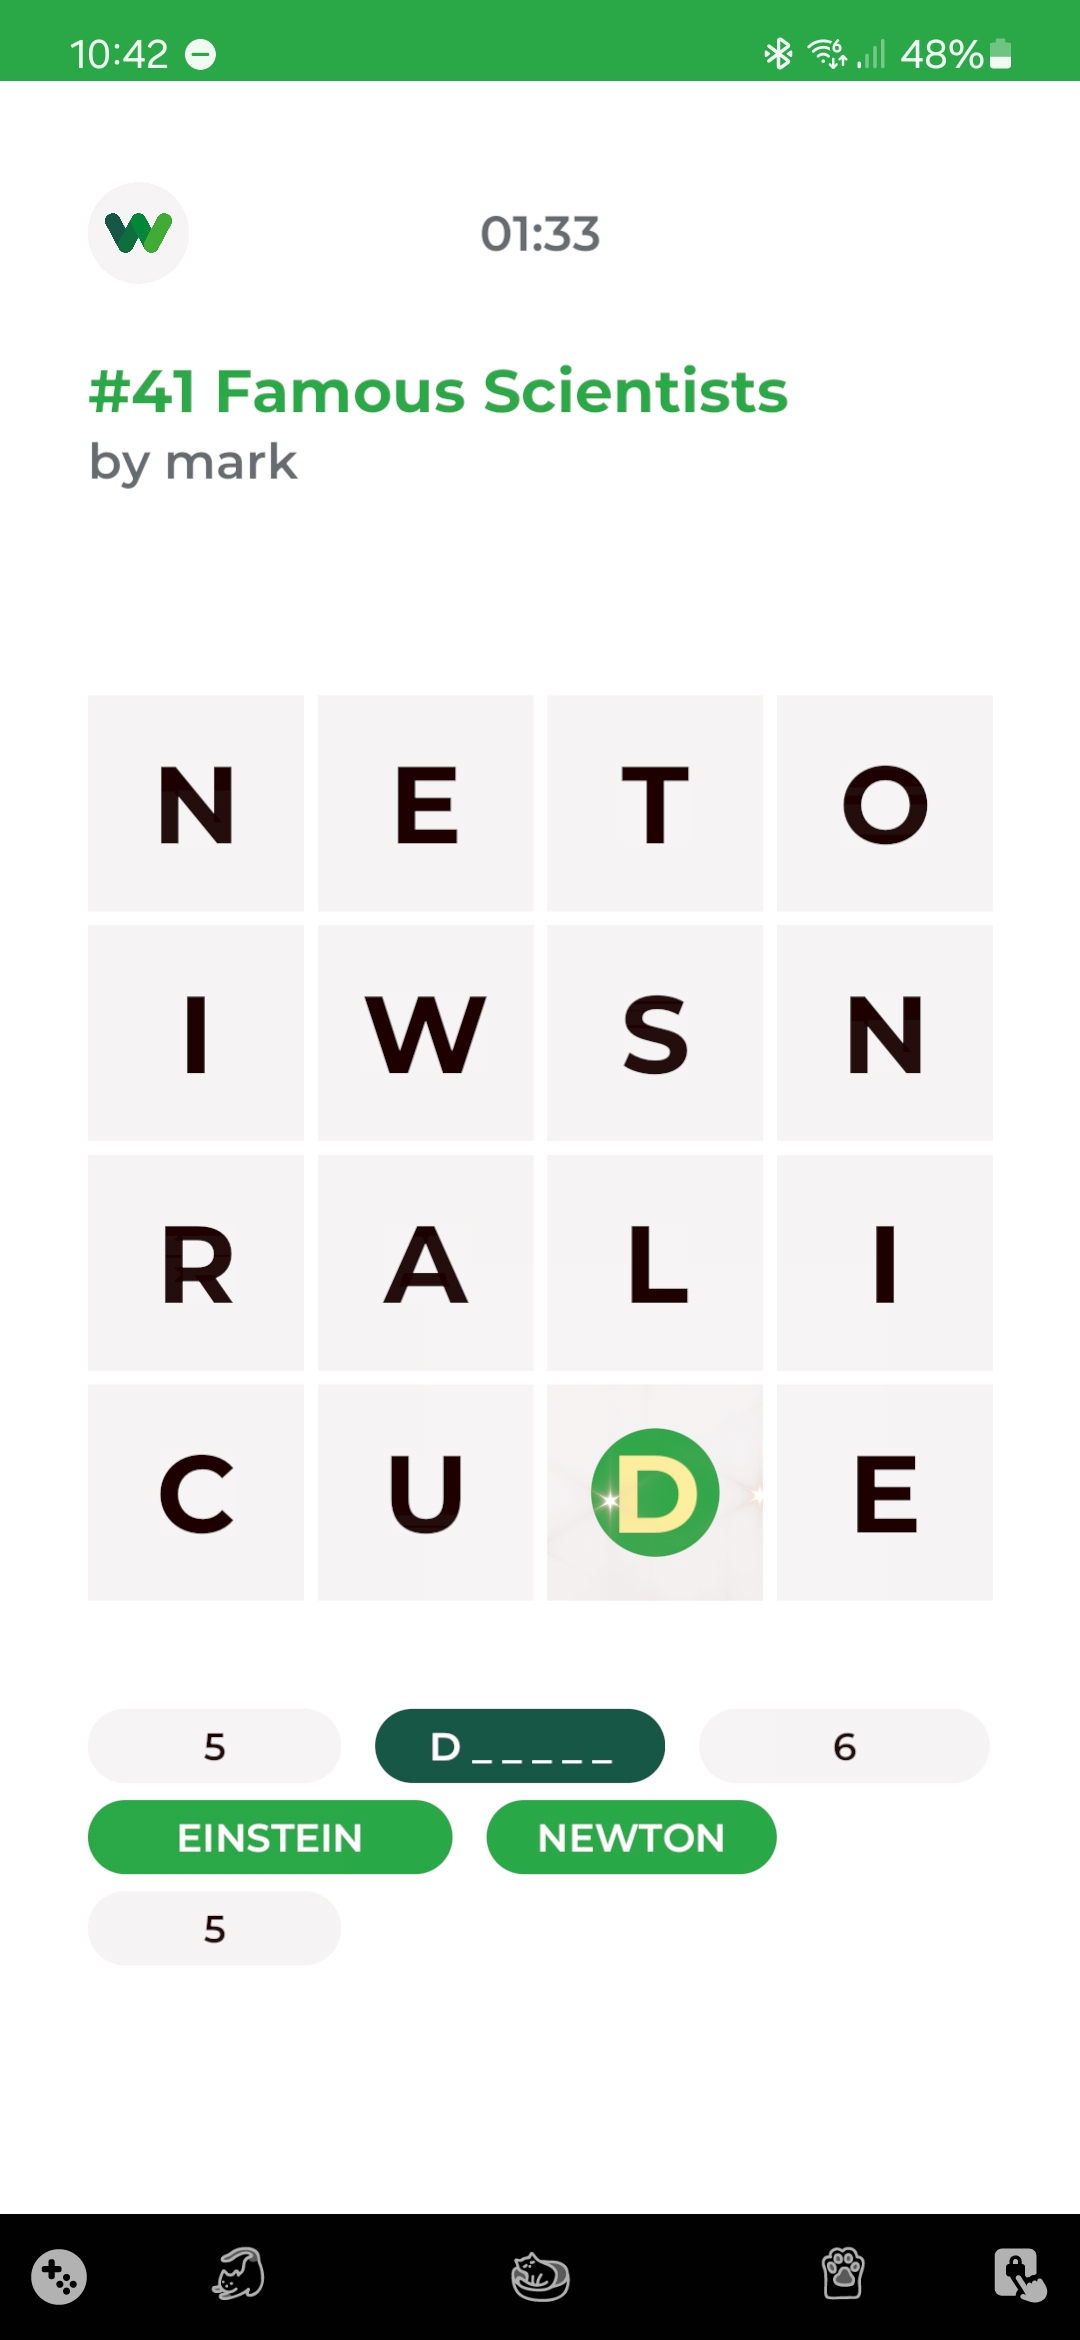 10:42 48%
01:33
#41 Famous Scientists
by mark
N E T O
I W S N
R A L I
C U D E
5 D _ _ _ _ _ 6
EINSTEIN NEWTON
5